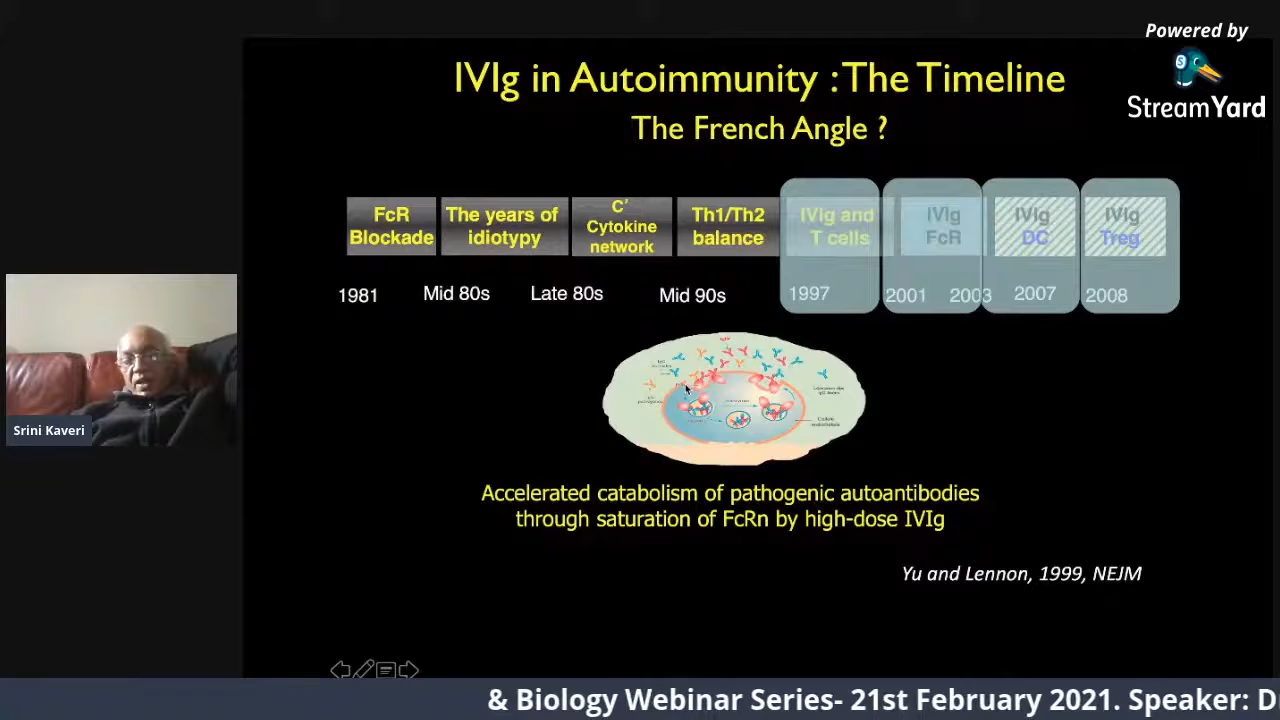 Powered by
StreamYard
IVIg in Autoimmunity : The Timeline
The French Angle ?
FcR
Blockade
The years of
idiotypy
C’
Cytokine
network
Th1/Th2
balance
IVIg and
T cells
IVIg
FcR
IVIg
DC
IVIg
Treg
1981
Mid 80s
Late 80s
Mid 90s
1997
2001
2003
2007
2008
Srini Kaveri
Accelerated catabolism of pathogenic autoantibodies
through saturation of FcRn by high-dose IVIg
Yu and Lennon, 1999, NEJM
& Biology Webinar Series- 21st February 2021. Speaker: D